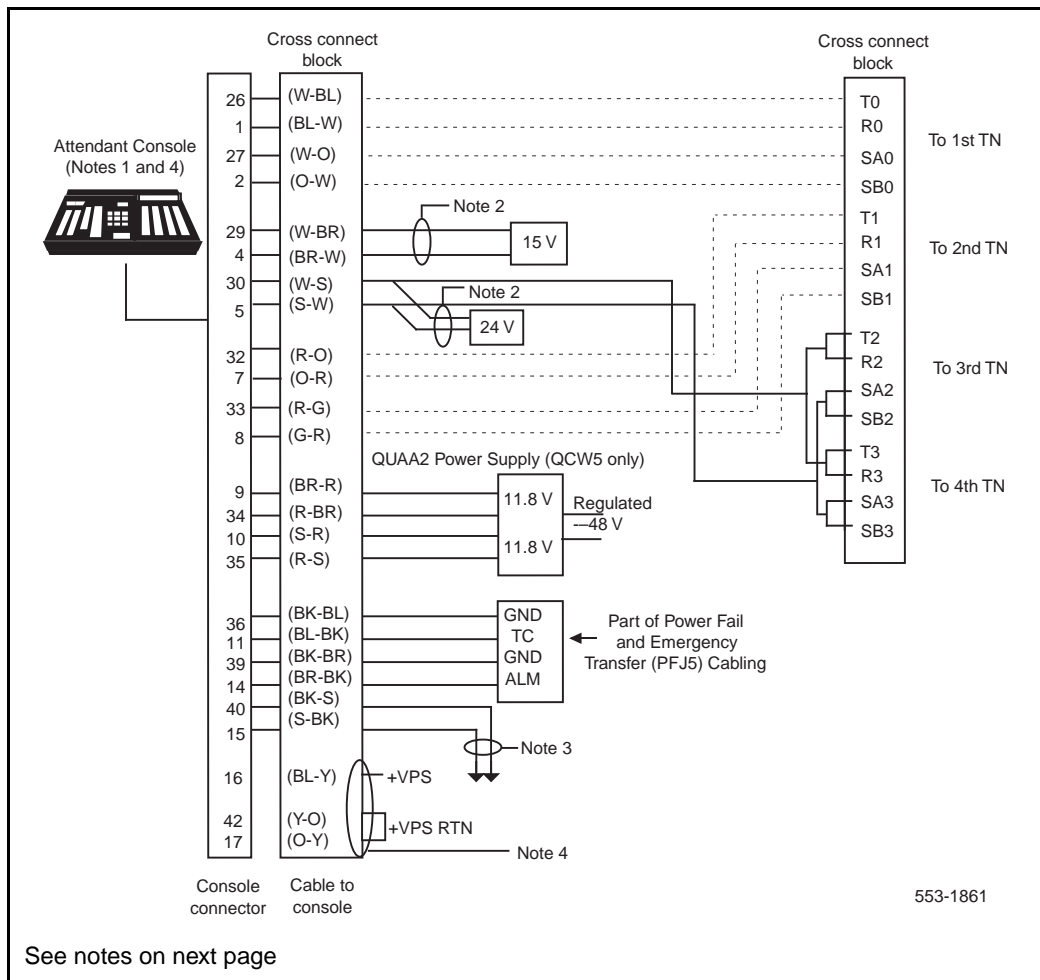 Cross connect
block
Cross connect
block
Attendant Console
(Notes 1 and 4)
26 (W-BL)
1 (BL-W)
27 (W-O)
2 (O-W)
29 (W-BR)
4 (BR-W)
30 (W-S)
5 (S-W)
32 (R-O)
7 (O-R)
33 (R-G)
8 (G-R)
9 (BR-R)
34 (R-BR)
10 (S-R)
35 (R-S)
36 (BK-BL)
11 (BL-BK)
39 (BK-BR)
14 (BR-BK)
40 (BK-S)
15 (S-BK)
16 (BL-Y)
42 (Y-O)
17 (O-Y)
Note 2
15 V
Note 2
24 V
QUAA2 Power Supply (QCW5 only)
11.8 V
11.8 V
Regulated
-–48 V
GND
TC
GND
ALM
Part of Power Fail
and Emergency
Transfer (PFJ5) Cabling
Note 3
+VPS
+VPS RTN
Note 4
T0
R0
SA0
SB0
To 1st TN
T1
R1
SA1
SB1
To 2nd TN
T2
R2
SA2
SB2
To 3rd TN
T3
R3
SA3
SB3
To 4th TN
Console
connector
Cable to
console
553-1861
See notes on next page